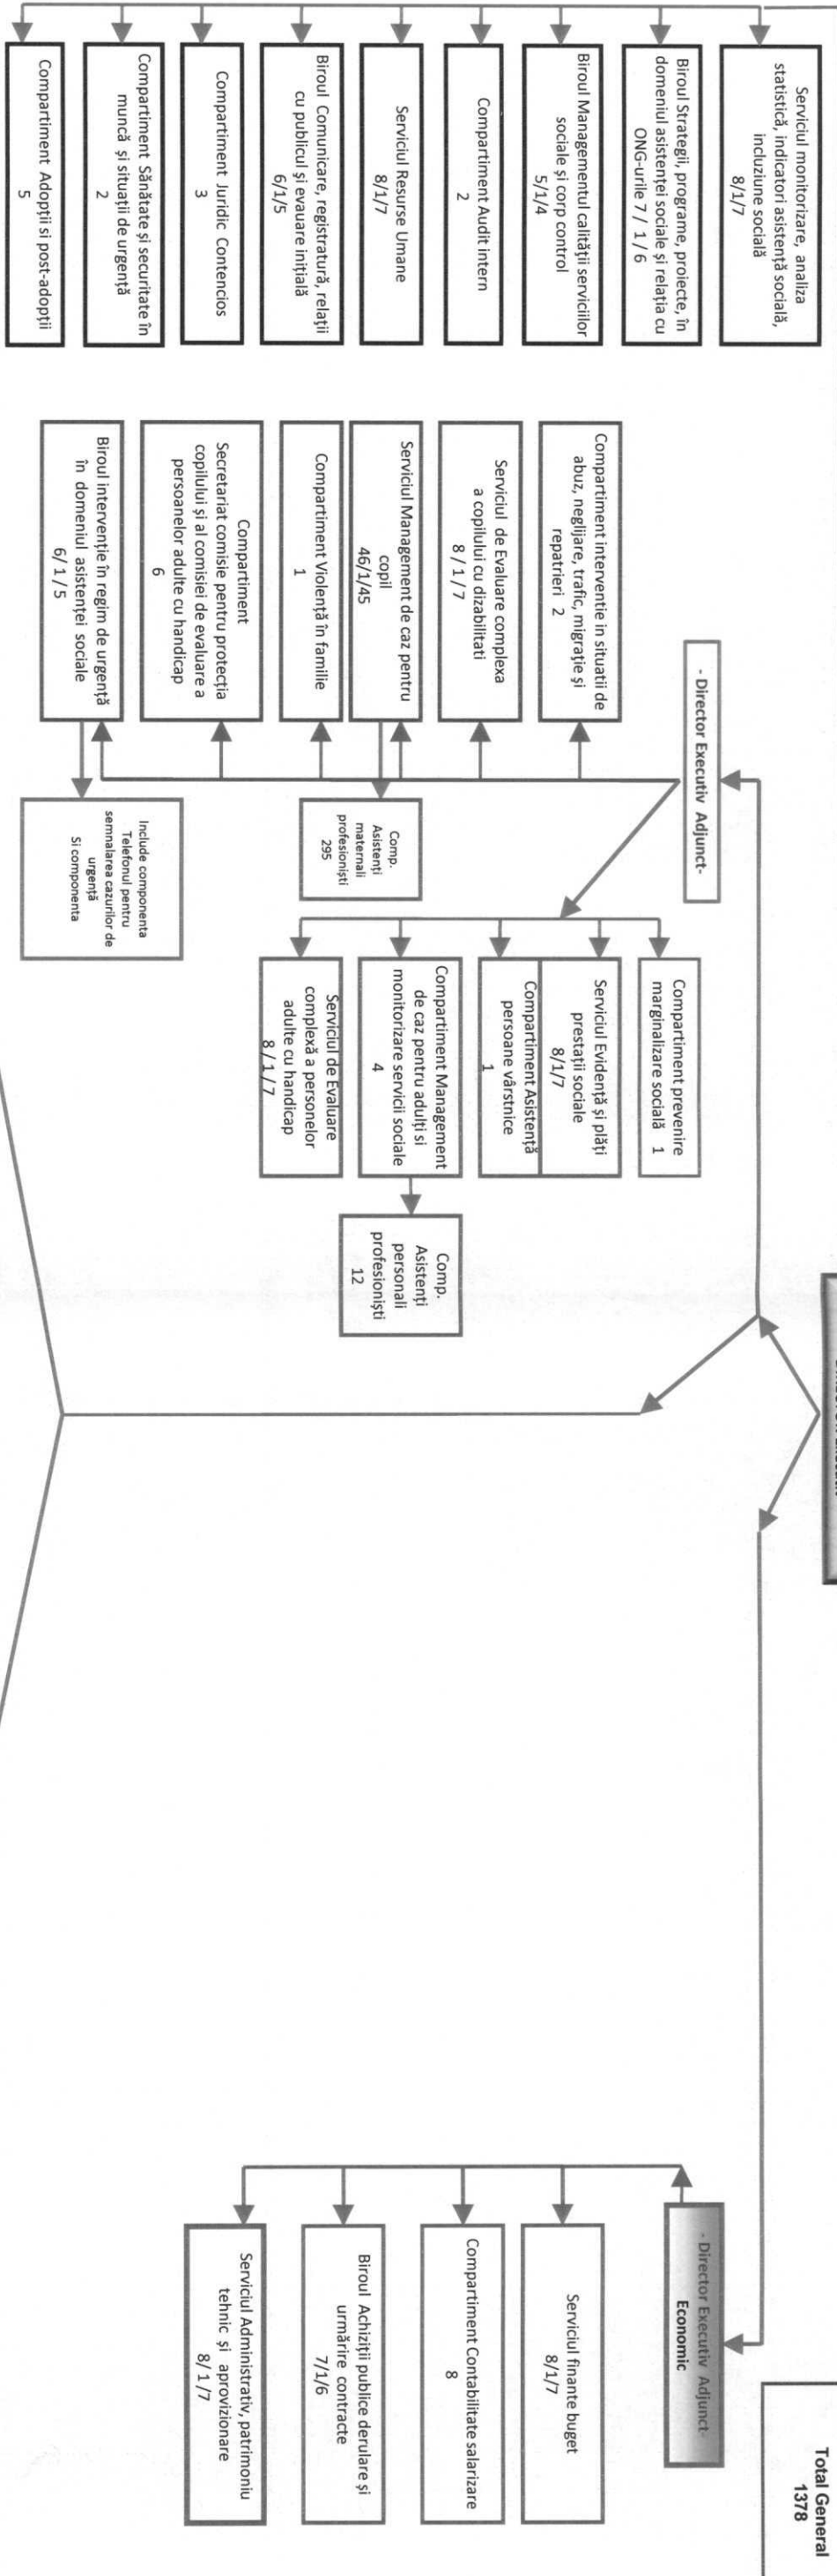 Total General
1378
Serviciul monitorizare, analiza
statistică, indicatori asistență socială,
incluziune socială
8/1/7
Biroul Strategii, programe, proiecte, în
domeniul asistenței sociale și relația cu
ONG-urile 7 / 1 / 6
Biroul Managementul calității serviciilor
sociale și corp control
5/1/4
Compartiment Audit intern
2
Serviciul Resurse Umane
8/1/7
Biroul Comunicare, registratură, relații
cu publicul și evauare inițială
6/1/5
Compartiment Juridic Contencios
3
Compartiment Sănătate și securitate în
muncă și situații de urgență
2
Compartiment Adopții si post-adopții
5
- Director Executiv Adjunct-
Compartiment interventie in situatii de
abuz, neglijare, trafic, migrație și
repatrieri 2
Serviciul de Evaluare complexa
a copilului cu dizabilitati
8 / 1 / 7
Serviciul Management de caz pentru
copil
46/1/45
Compartiment Violență în familie
1
Compartiment
Secretariat comisie pentru protecția
copilului și al comisiei de evaluare a
persoanelor adulte cu handicap
6
Biroul intervenție în regim de urgență
în domeniul asistenței sociale
6/ 1 / 5
Comp.
Asistenți
maternali
profesioniști
295
Include componenta
Telefonul pentru
semnalarea cazurilor de
urgență
Si componenta
Compartiment prevenire
marginalizare socială 1
Serviciul Evidență și plăți
prestații sociale
8/1/7
Compartiment Asistență
persoane vârstnice
1
Compartiment Management
de caz pentru adulți si
monitorizare servicii sociale
4
Serviciul de Evaluare
complexă a personelor
adulte cu handicap
8 / 1 / 7
Comp.
Asistenți
personali
profesioniști
12
- Director Executiv Adjunct-
Economic
Serviciul finante buget
8/1/7
Compartiment Contabilitate salarizare
8
Biroul Achiziții publice derulare și
urmărire contracte
7/1/6
Serviciul Administrativ, patrimoniu
tehnic și aprovizionare
8/ 1 /7